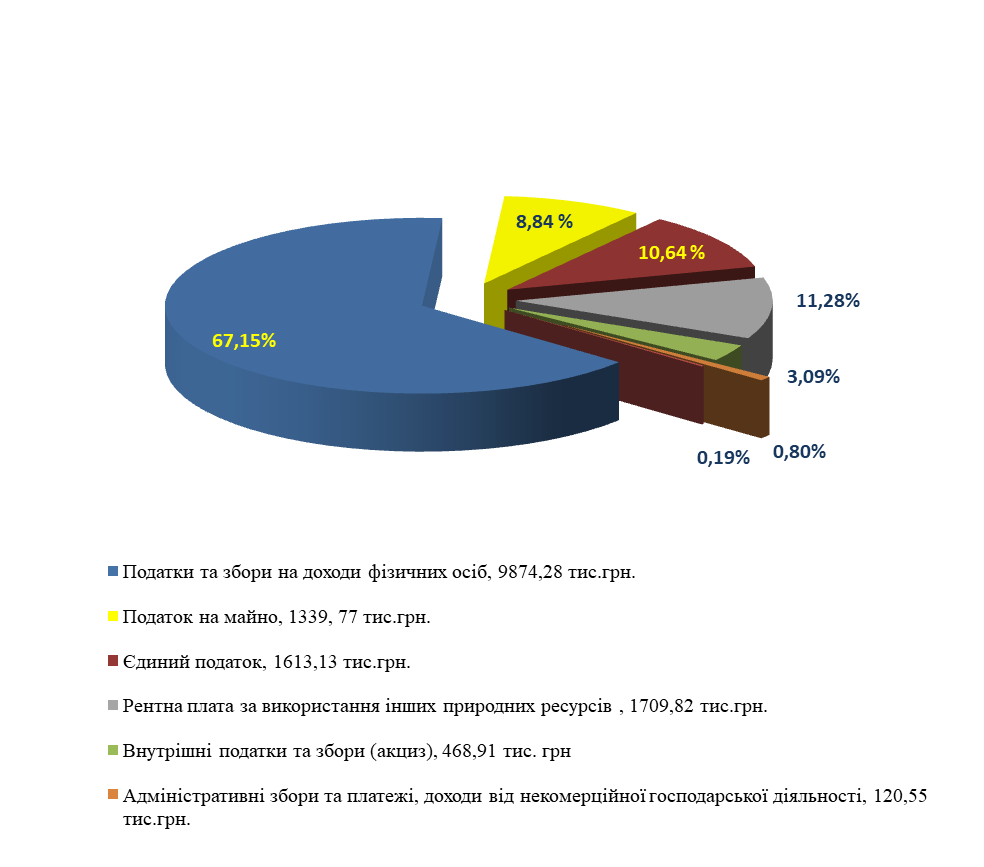 8,84 %
10,64 %
11,28%
67,15%
3,09%
0,80%
0,19%
Податки та збори на доходи фізичних осіб, 9874,28 тис.грн.
Податок на майно, 1339, 77 тис.грн.
Єдиний податок, 1613,13 тис.грн.
Рентна плата за використання інших природних ресурсів , 1709,82 тис.грн.
Внутрішні податки та збори (акциз), 468,91 тис. грн
Адміністративні збори та платежі, доходи від некомерційної господарської діяльності, 120,55
тис.грн.